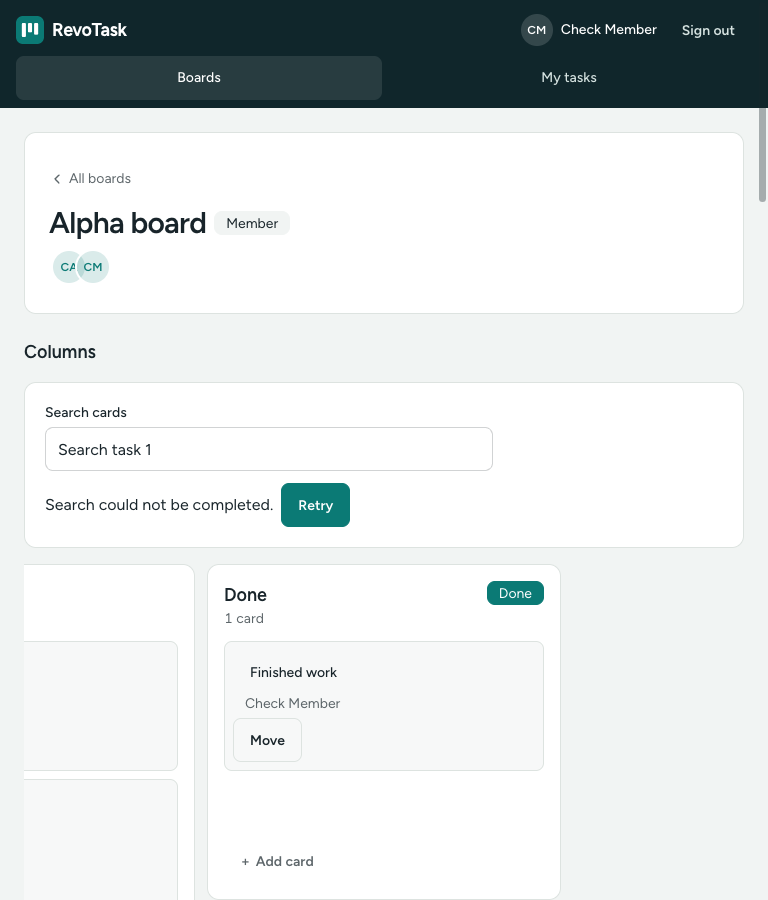 RevoTask
CM Check Member Sign out
Boards
My tasks
All boards
Alpha board Member
CA CM
Columns
Search cards
Search task 1
Search could not be completed. Retry
Done Done
1 card
Finished work
Check Member
Move
+ Add card